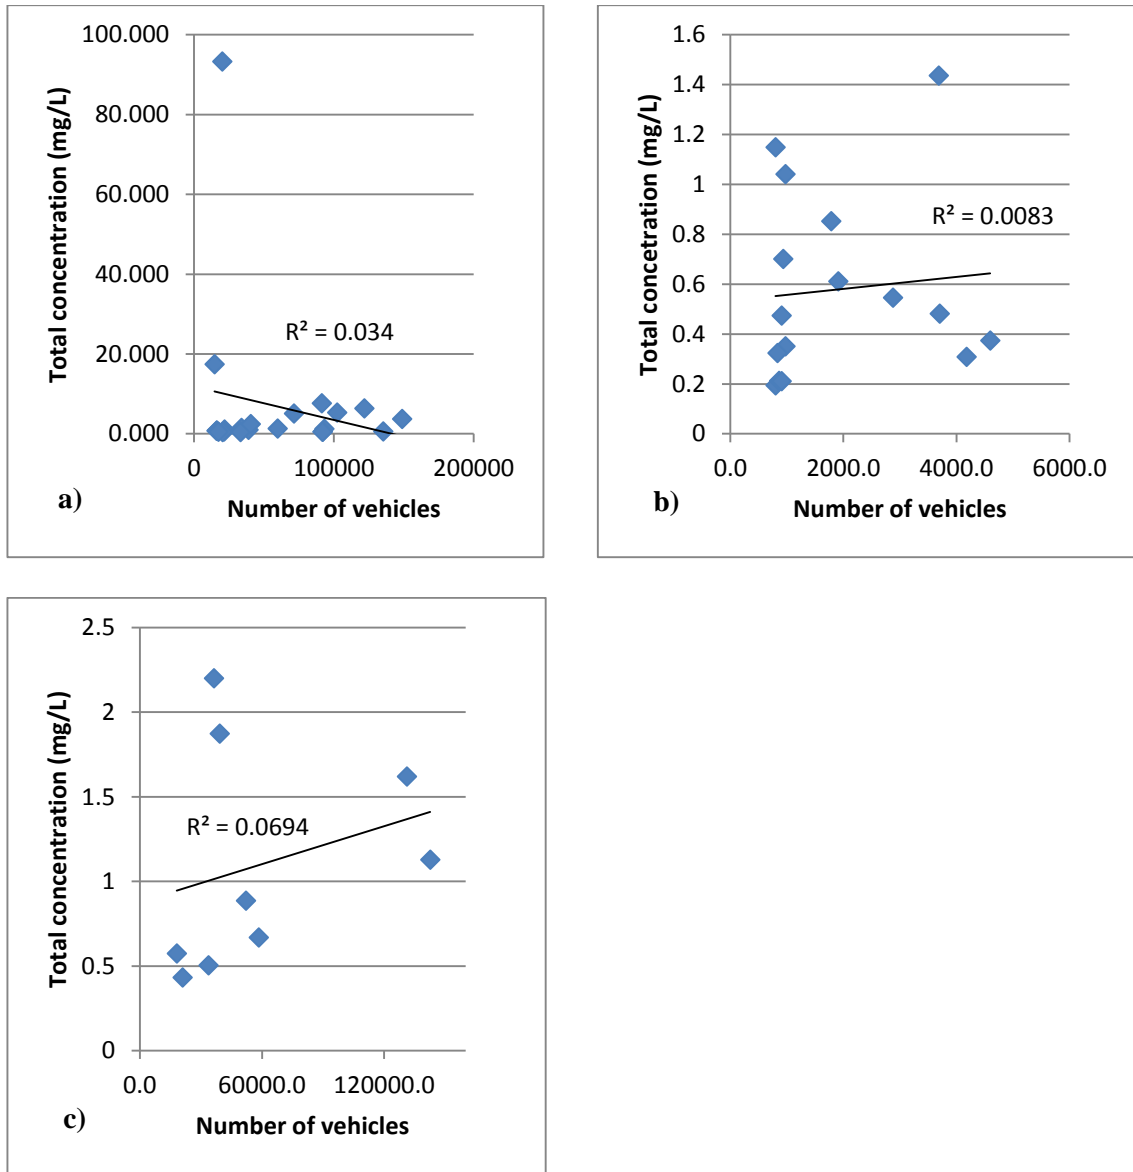 Total concentration (mg/L)
100.000
80.000
60.000
40.000
20.000
0.000
R² = 0.034
0 100000 200000
Number of vehicles
a)
Total concetration (mg/L)
1.6
1.4
1.2
1
0.8
0.6
0.4
0.2
0
R² = 0.0083
0.0 2000.0 4000.0 6000.0
Number of vehicles
b)
Total concentration (mg/L)
2.5
2
1.5
1
0.5
0
R² = 0.0694
0.0 60000.0 120000.0
Number of vehicles
c)